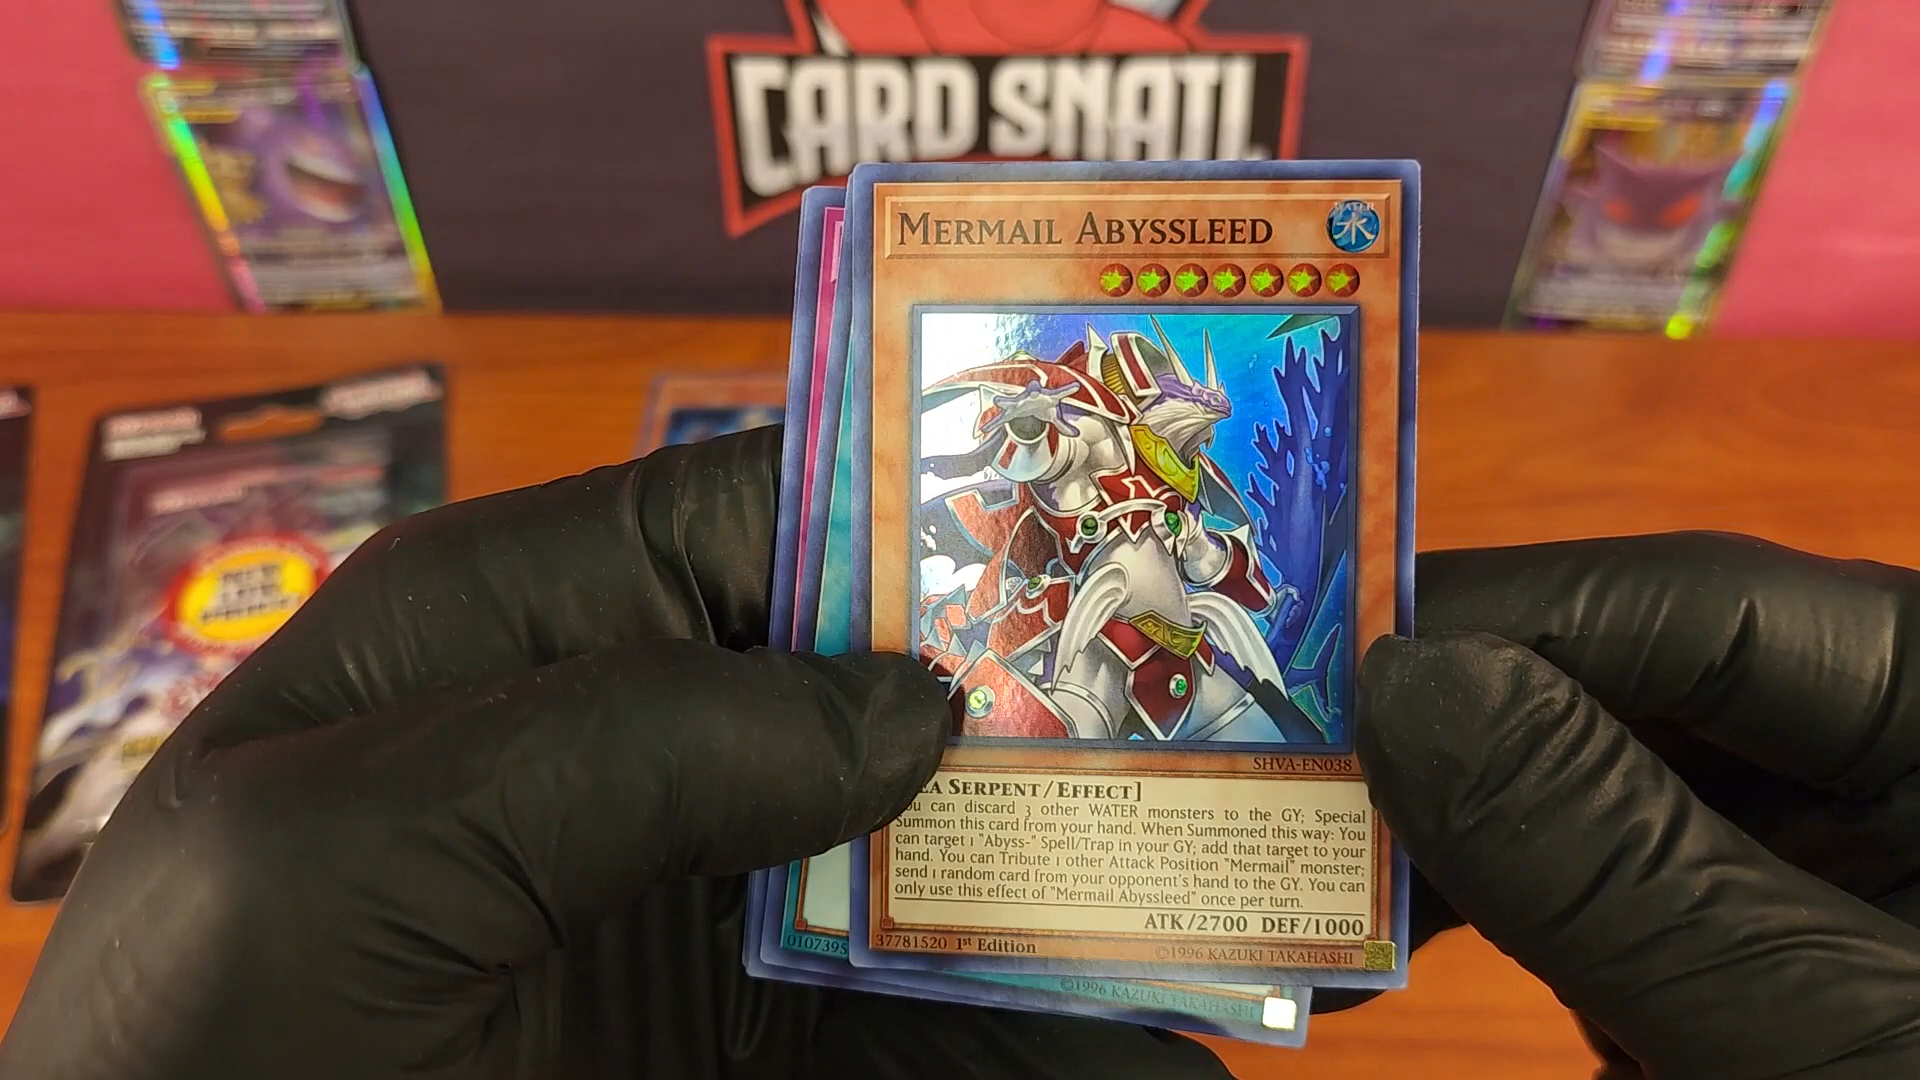 CARD SNATL
MERMAIL ABYSSLEED
WATER
水
SHVA-EN038
EA SERPENT/EFFECT]
ou can discard 3 other WATER monsters to the GY; Special
Summon this card from your hand. When Summoned this way: You
can target 1 "Abyss-" Spell/Trap in your GY; add that target to your
hand. You can Tribute 1 other Attack Position "Mermail" monster;
send 1 random card from your opponent's hand to the GY. You can
only use this effect of "Mermail Abyssleed" once per turn.
ATK/2700 DEF/1000
37781520 1st Edition
©1996 KAZUKI TAKAHASHI
0107395
©1996 KAZUKI TAKAHASHI